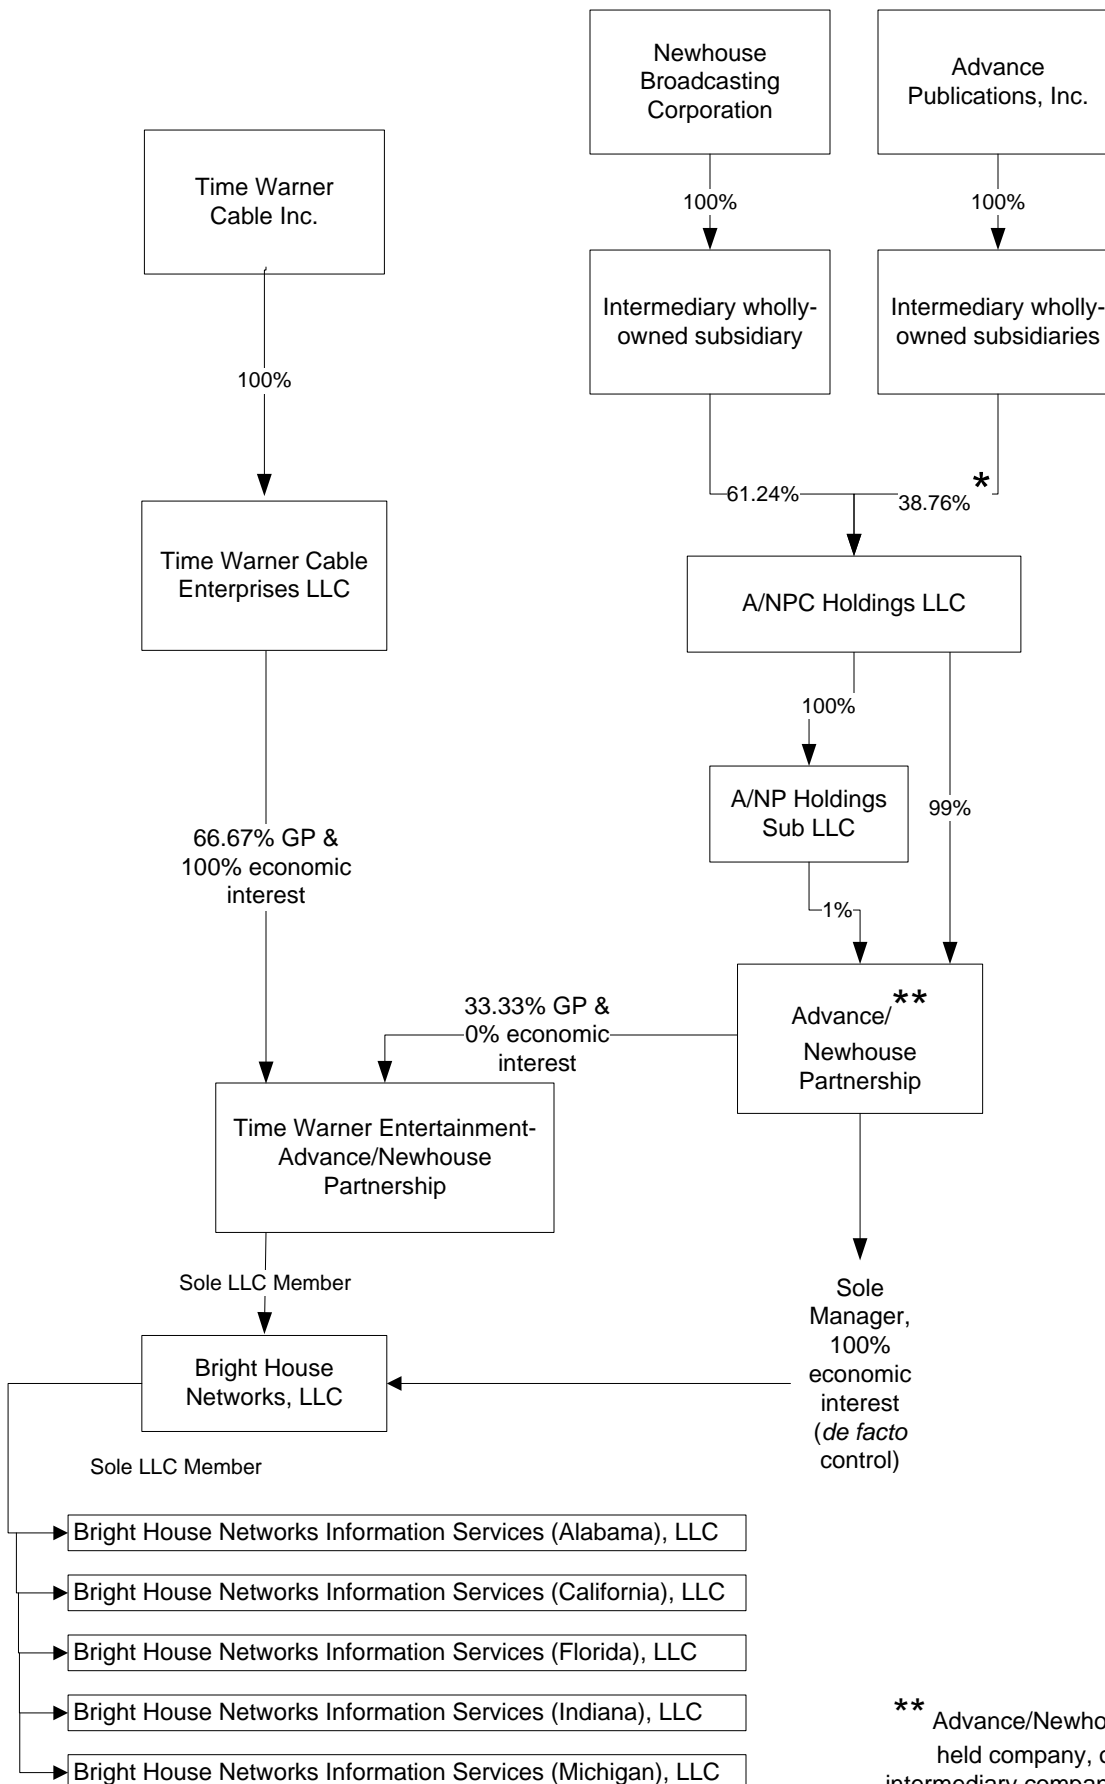 Newhouse
Broadcasting
Corporation
Advance
Publications, Inc.
Time Warner
Cable Inc.
100%
100%
Intermediary wholly-
owned subsidiary
Intermediary wholly-
owned subsidiaries
100%
61.24%
38.76% *
Time Warner Cable
Enterprises LLC
A/NPC Holdings LLC
100%
A/NP Holdings
Sub LLC
99%
66.67% GP &
100% economic
interest
1%
33.33% GP &
0% economic
interest
Advance/**
Newhouse
Partnership
Time Warner Entertainment-
Advance/Newhouse
Partnership
Sole LLC Member
Sole
Manager,
100%
economic
interest
(de facto
control)
Bright House
Networks, LLC
Sole LLC Member
Bright House Networks Information Services (Alabama), LLC
Bright House Networks Information Services (California), LLC
Bright House Networks Information Services (Florida), LLC
Bright House Networks Information Services (Indiana), LLC
Bright House Networks Information Services (Michigan), LLC
** Advance/Newho
held company,
intermediary compan